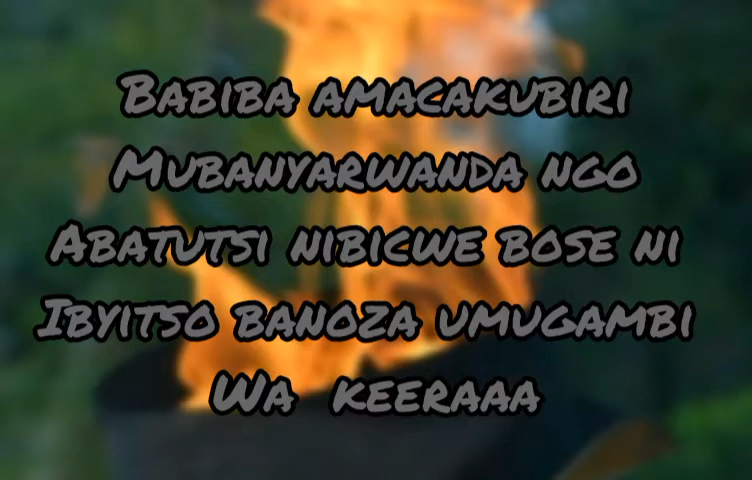 Babiba amacakubiri
Mubanyarwanda ngo
Abatutsi nibicwe bose ni
Ibyitso banoza umugambi
Wa keeraaa